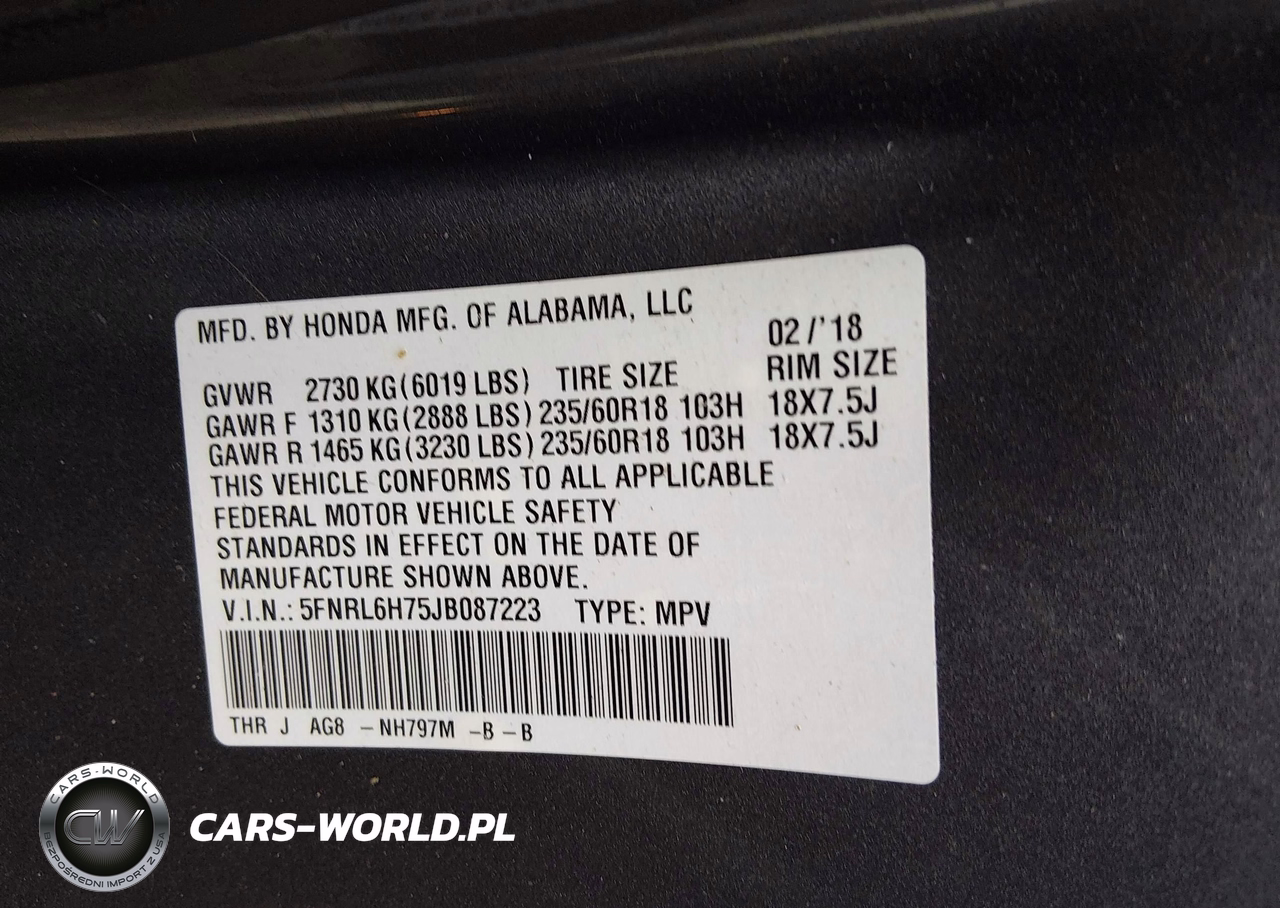 MFD. BY HONDA MFG. OF ALABAMA, LLC
02/'18
GVWR 2730 KG(6019 LBS) TIRE SIZE RIM SIZE
GAWR F 1310 KG(2888 LBS) 235/60R18 103H 18X7.5J
GAWR R 1465 KG(3230 LBS) 235/60R18 103H 18X7.5J
THIS VEHICLE CONFORMS TO ALL APPLICABLE
FEDERAL MOTOR VEHICLE SAFETY
STANDARDS IN EFFECT ON THE DATE OF
MANUFACTURE SHOWN ABOVE.
V.I.N.: 5FNRL6H75JB087223 TYPE: MPV
THR J AG8 -NH797M -B -B
CARS-WORLD
CW
BEZPOŚREDNI IMPORT Z USA
CARS-WORLD.PL